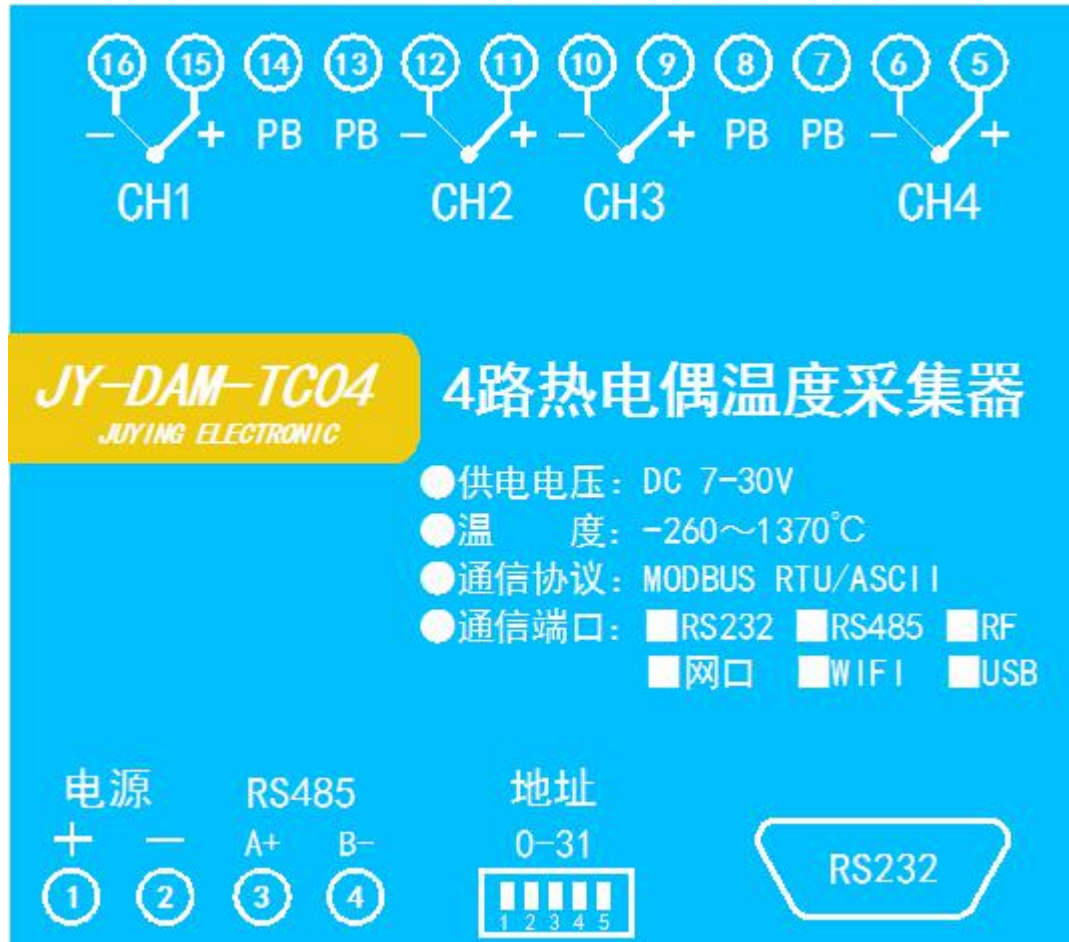 16 15 14 13 12 11 10 9 8 7 6 5
- + PB PB - + - + PB PB - +
CH1 CH2 CH3 CH4
JY-DAM-TC04
JUYING ELECTRONIC
4路热电偶温度采集器
●供电电压：DC 7-30V
●温 度：-260～1370℃
●通信协议：MODBUS RTU/ASCII
●通信端口：■RS232 ■RS485 ■RF
■网口 ■WIFI ■USB
电源 RS485 地址
+ - A+ B- 0-31
1 2 3 4
1 2 3 4 5
RS232